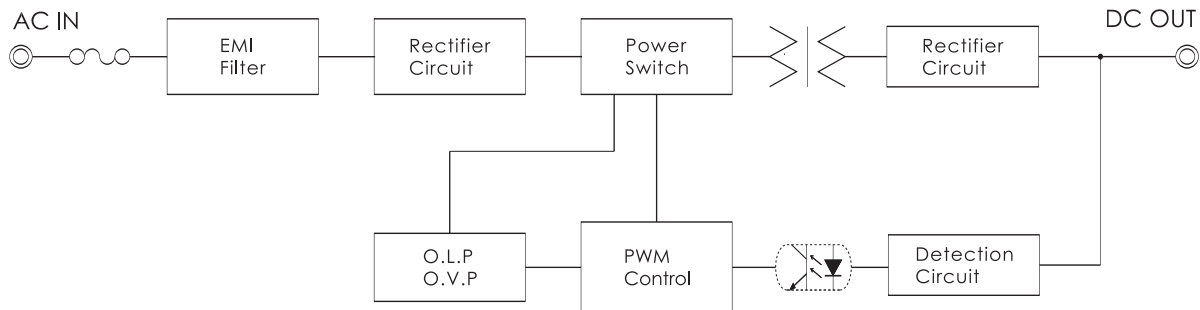 AC IN
DC OUT
EMI
Filter
Rectifier
Circuit
Power
Switch
Rectifier
Circuit
O.L.P
O.V.P
PWM
Control
Detection
Circuit